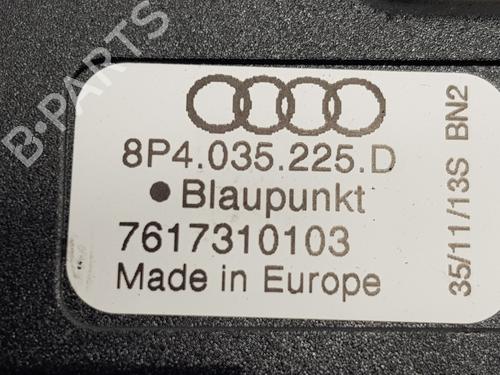 B-PARTS
8P4.035.225.D
Blaupunkt
7617310103
Made in Europe
35/11/13S BN2